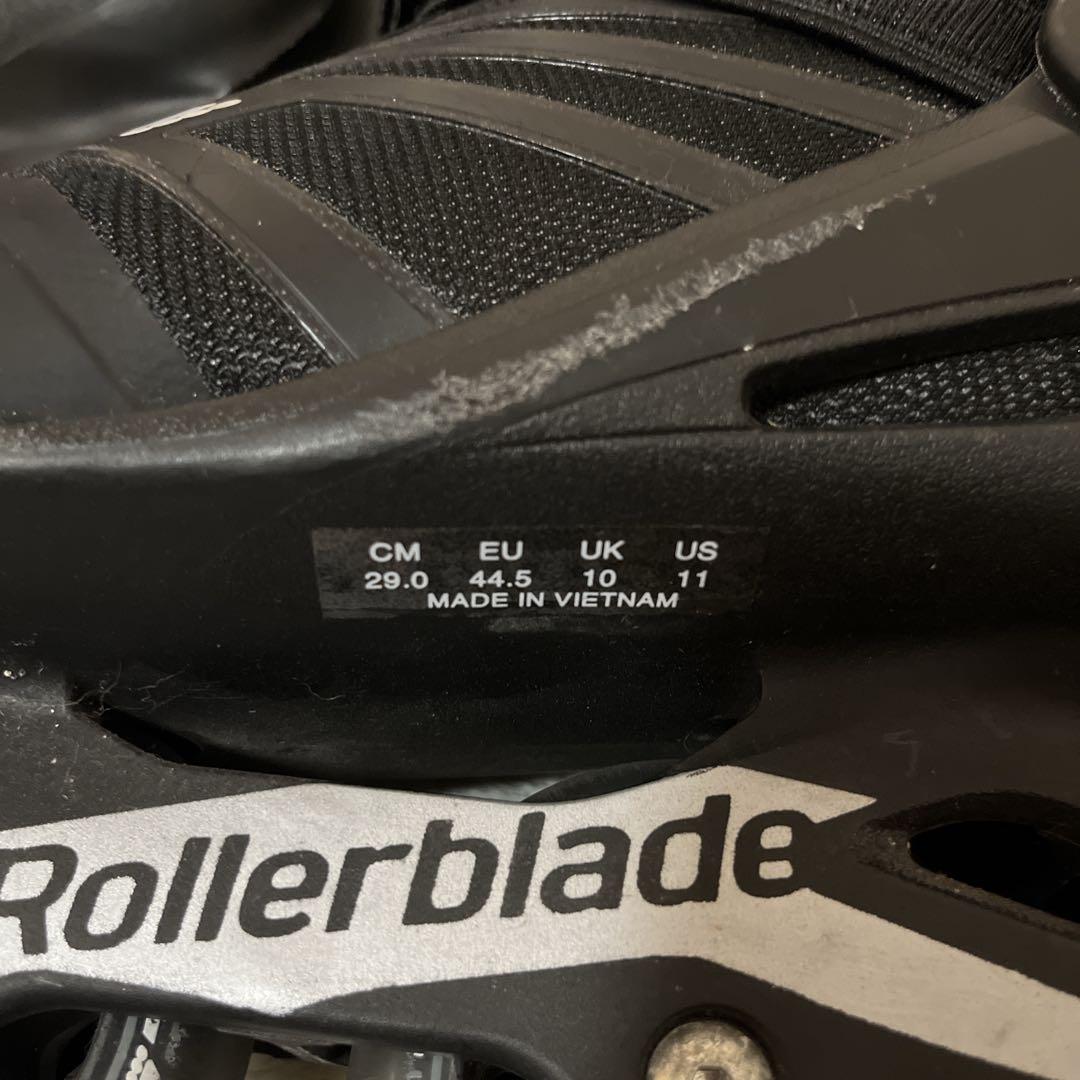 CM EU UK US
29.0 44.5 10 11
MADE IN VIETNAM
Rollerblade